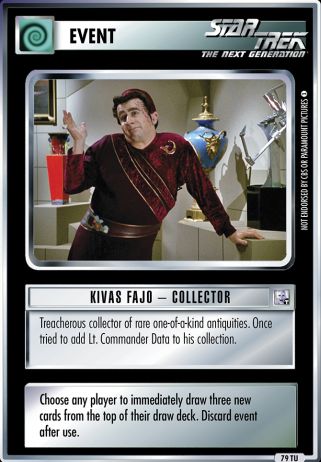 EVENT
STAR TREK
THE NEXT GENERATION
NOT ENDORSED BY CBS OR PARAMOUNT PICTURES
KIVAS FAJO – COLLECTOR
Treacherous collector of rare one-of-a-kind antiquities. Once
tried to add Lt. Commander Data to his collection.
Choose any player to immediately draw three new
cards from the top of their draw deck. Discard event
after use.
79 TU